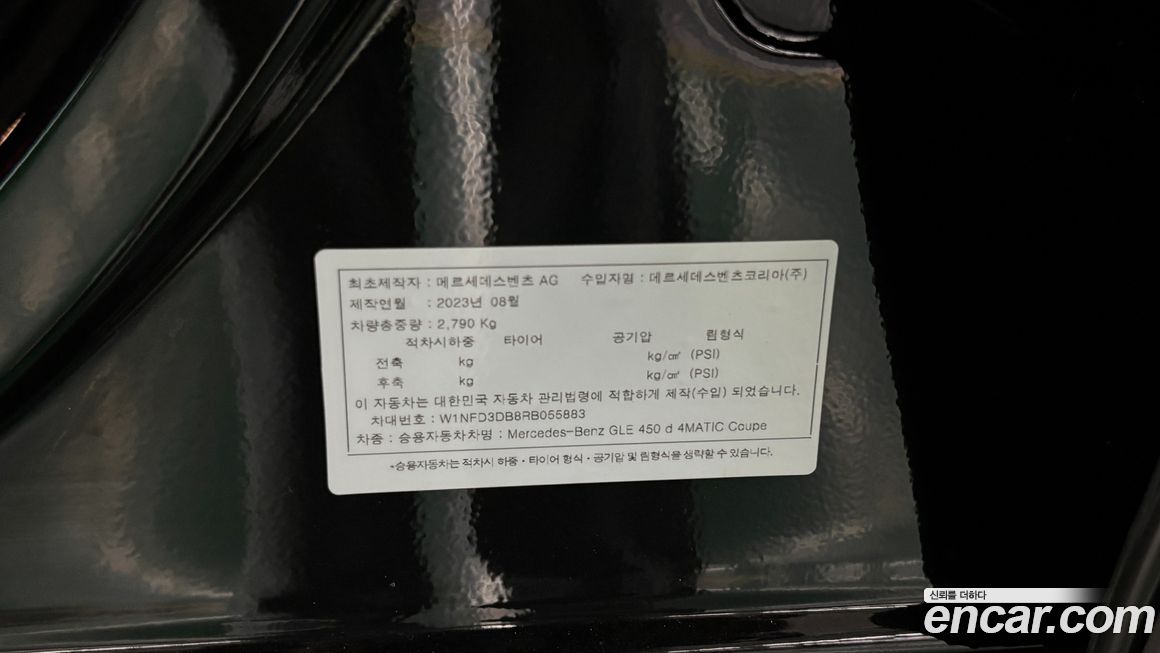 최초제작자 : 메르세데스벤츠 AG 수입자명 : 메르세데스벤츠코리아(주)
제작연월 : 2023년 08월
차량총중량 : 2,790 Kg
적차시하중 타이어 공기압 림형식
전축 kg kg/㎠ (PSI)
후축 kg kg/㎠ (PSI)
이 자동차는 대한민국 자동차 관리법령에 적합하게 제작(수입) 되었습니다.
차대번호 : W1NFD3DB8RB055883
차종 : 승용자동차차명 : Mercedes-Benz GLE 450 d 4MATIC Coupe
*승용자동차는 적차시 하중·타이어 형식·공기압 및 림형식을 생략할 수 있습니다.
신뢰를 더하다
encar.com